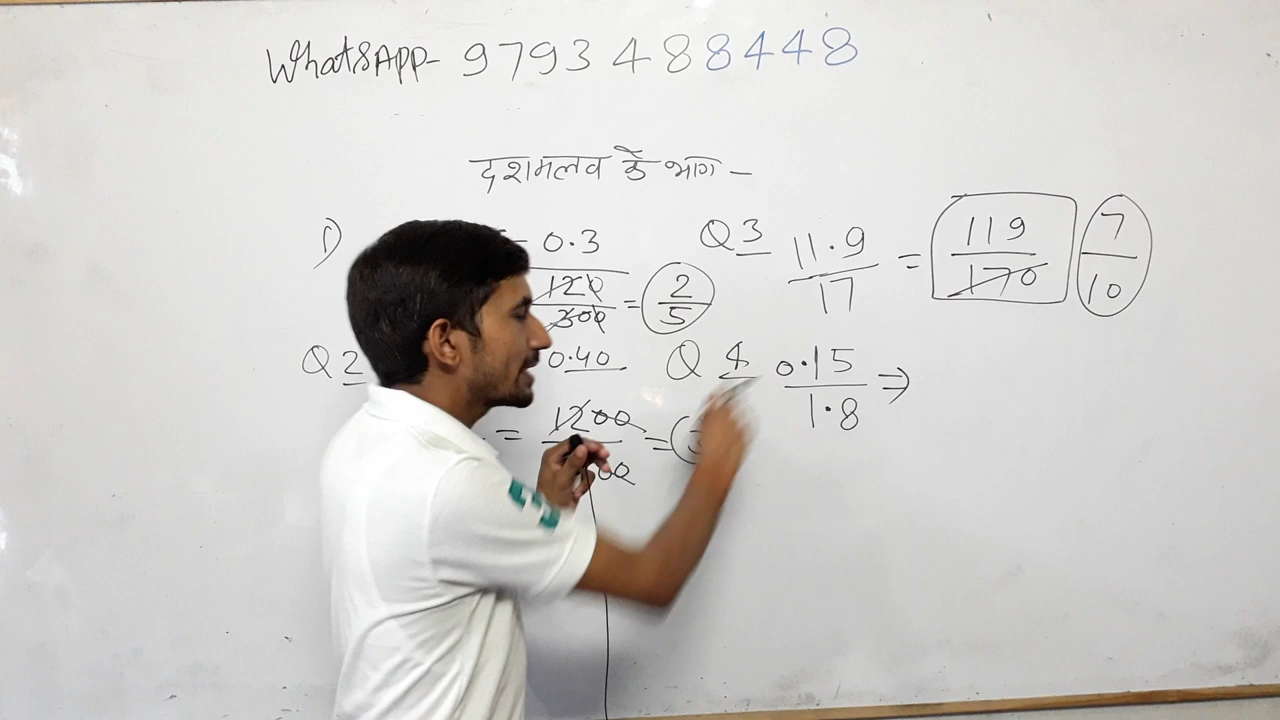 WhatsAPP- 9793488448
दशमलव के भाग -
1) 0.3
120/300 = 2/5
Q2 0.40
= 1200
Q3 11.9/17 = 119/170 7/10
Q4 0.15/1.8 ⇒